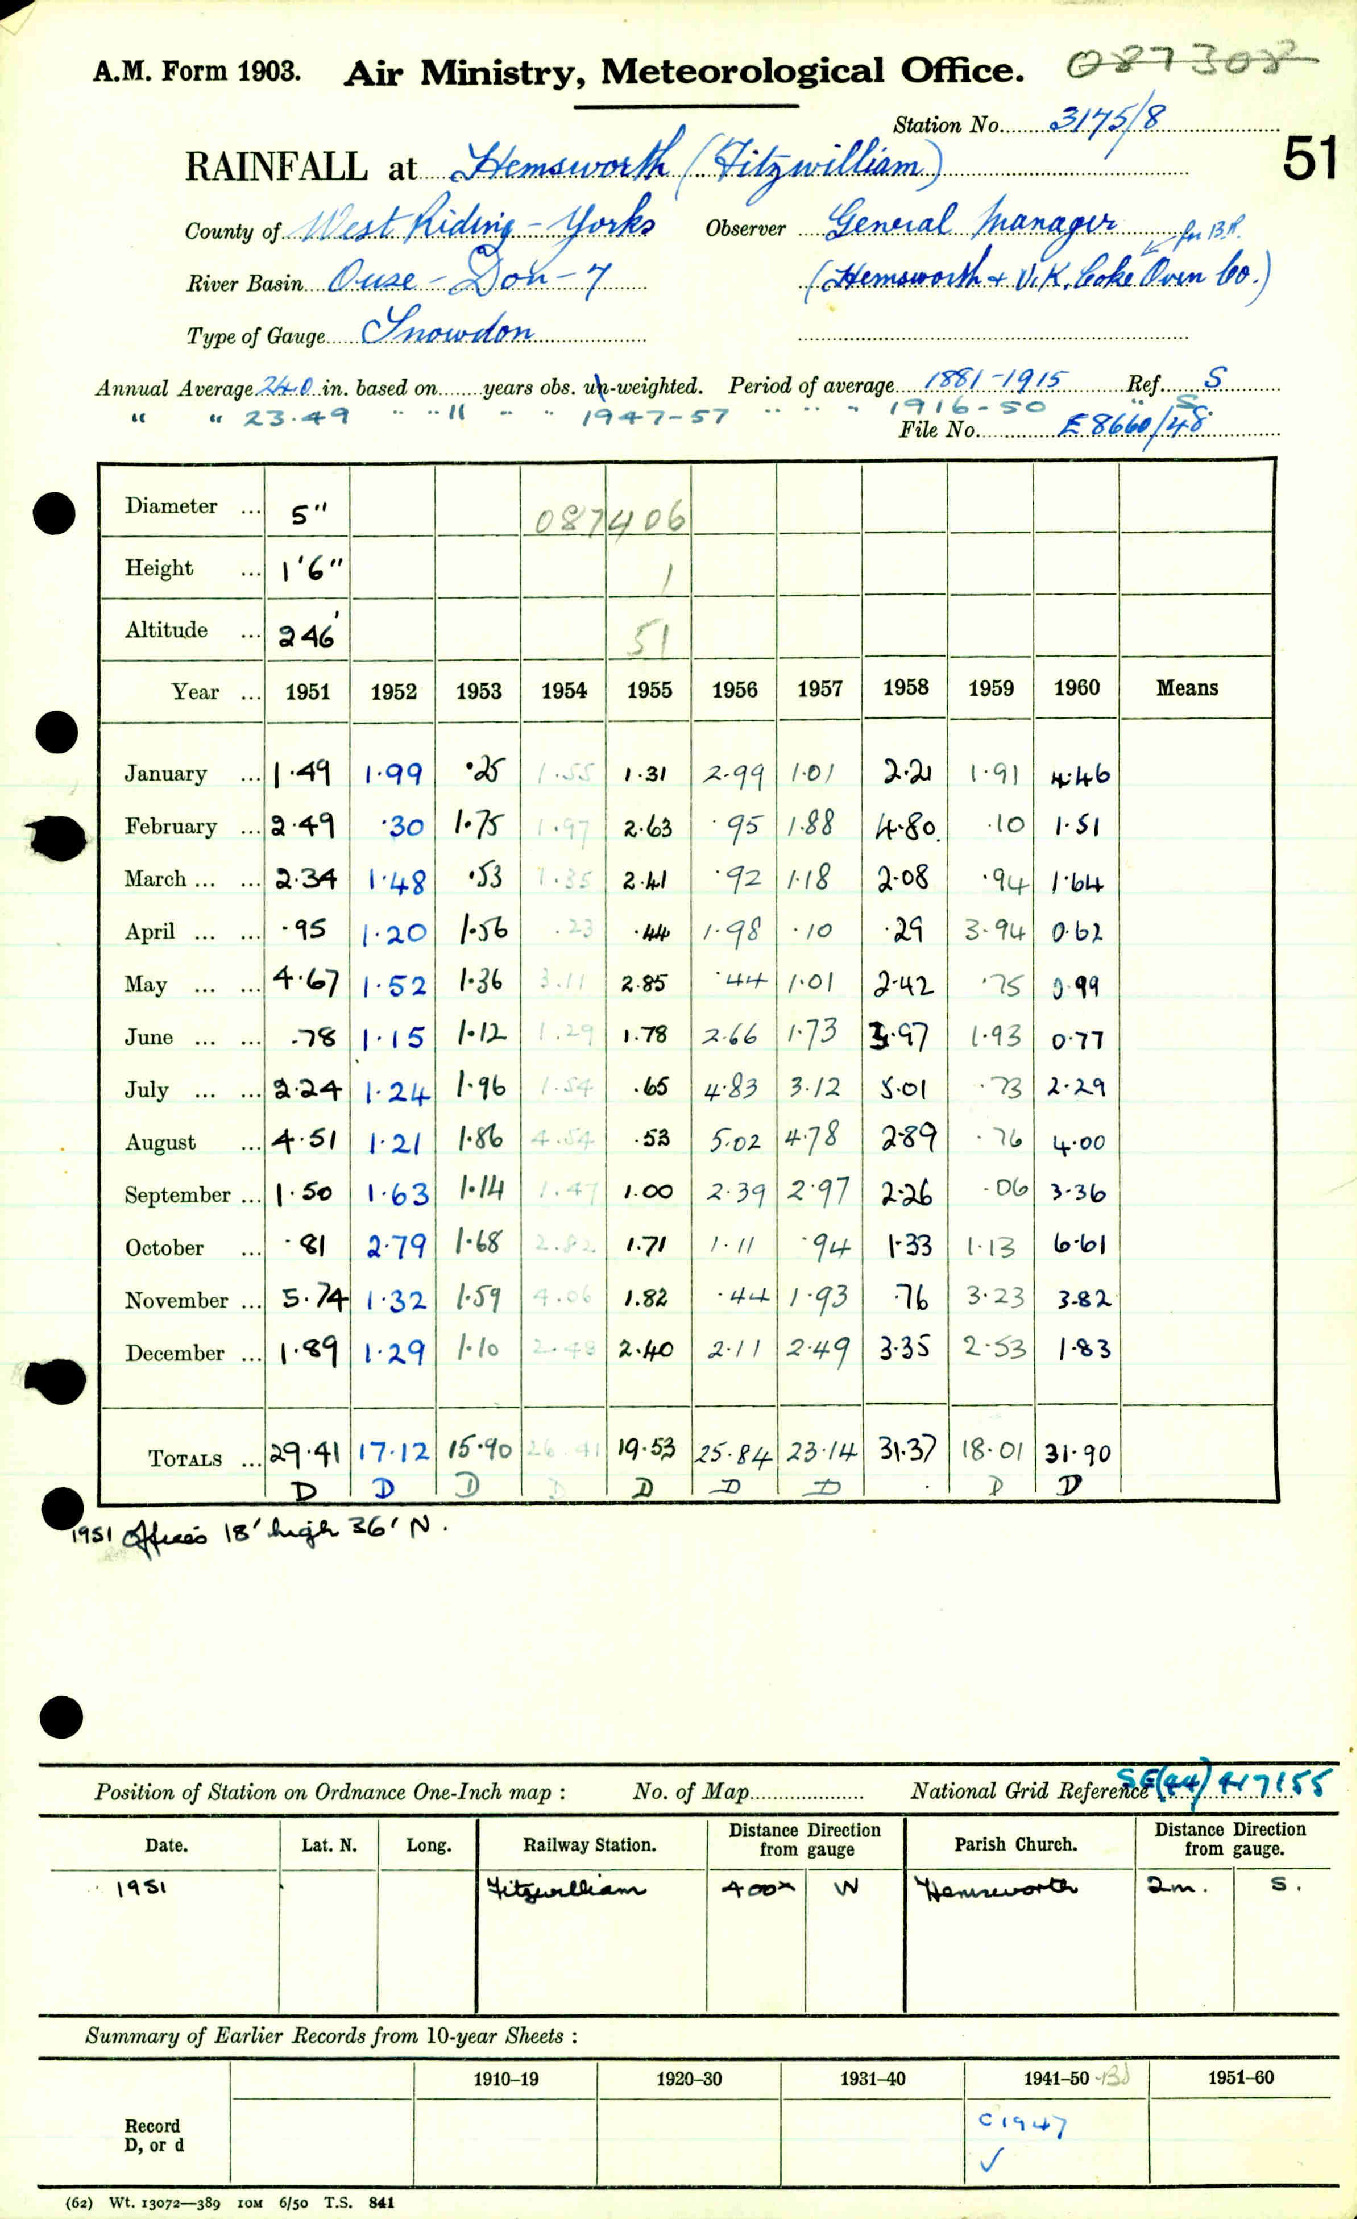 A.M. Form 1903. Air Ministry, Meteorological Office. 087308
Station No. 3175/8
51
RAINFALL at Hemsworth (Fitzwilliam)
County of West Riding - Yorks Observer General Manager
for B.R.
River Basin Ouse - Don - 7 (Hemsworth & V.K. Coke Oven Co.)
Type of Gauge Snowdon
Annual Average 24.0 in. based on years obs. un-weighted. Period of average 1881-1915 Ref. S
" " 23.49 " " 11 " " 1947-57 " " " 1916-50 " S.
File No. E8660/48
Diameter ... 5" 087406
Height ... 1'6" 1
Altitude ... 246' 51
Year ... 1951 1952 1953 1954 1955 1956 1957 1958 1959 1960 Means
January ... 1.49 1.99 .25 1.55 1.31 2.99 1.01 2.21 1.91 4.46
February ... 2.49 .30 1.75 1.97 2.63 .95 1.88 4.80 .10 1.51
March ... ... 2.34 1.48 .53 1.35 2.41 .92 1.18 2.08 .94 1.64
April ... ... .95 1.20 1.56 .23 .44 1.98 .10 .29 3.94 0.62
May ... ... 4.67 1.52 1.36 3.11 2.85 .44 1.01 2.42 .75 0.99
June ... ... .78 1.15 1.12 1.29 1.78 2.66 1.73 3.97 1.93 0.77
July ... ... 2.24 1.24 1.96 1.54 .65 4.83 3.12 5.01 .73 2.29
August ... 4.51 1.21 1.86 4.54 .53 5.02 4.78 2.89 .76 4.00
September ... 1.50 1.63 1.14 1.47 1.00 2.39 2.97 2.26 .06 3.36
October ... .81 2.79 1.68 2.82 1.71 1.11 .94 1.33 1.13 6.61
November ... 5.74 1.32 1.59 4.06 1.82 .44 1.93 .76 3.23 3.82
December ... 1.89 1.29 1.10 2.48 2.40 2.11 2.49 3.35 2.53 1.83
TOTALS ... 29.41 17.12 15.90 26.41 19.53 25.84 23.14 31.37 18.01 31.90
D D D D D D D D D
1951 Offices 18' high 36' N.
Position of Station on Ordnance One-Inch map : No. of Map National Grid Reference SE(44) 417155
Date. Lat. N. Long. Railway Station. Distance Direction from gauge Parish Church. Distance Direction from gauge.
1951 Fitzwilliam 400x W Hemsworth 2m. S.
Summary of Earlier Records from 10-year Sheets :
1910–19 1920–30 1931–40 1941–50 1951–60
Record D, or d C1947
✓
(62) Wt. 13072—389 10M 6/50 T.S. 841